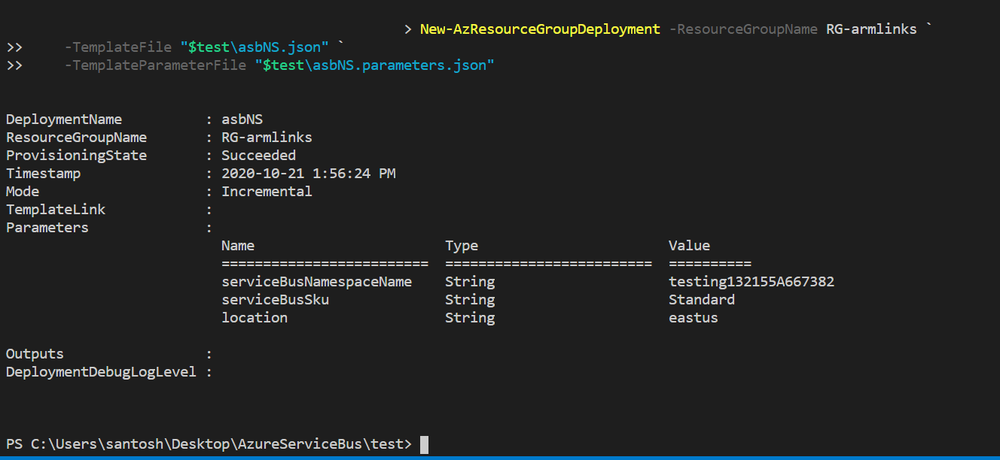 > New-AzResourceGroupDeployment -ResourceGroupName RG-armlinks `
>> -TemplateFile "$test\asbNS.json" `
>> -TemplateParameterFile "$test\asbNS.parameters.json"
DeploymentName : asbNS
ResourceGroupName : RG-armlinks
ProvisioningState : Succeeded
Timestamp : 2020-10-21 1:56:24 PM
Mode : Incremental
TemplateLink :
Parameters :
Name Type Value
========================= ========================= ==========
serviceBusNamespaceName String testing132155A667382
serviceBusSku String Standard
location String eastus
Outputs :
DeploymentDebugLogLevel :
PS C:\Users\santosh\Desktop\AzureServiceBus\test>